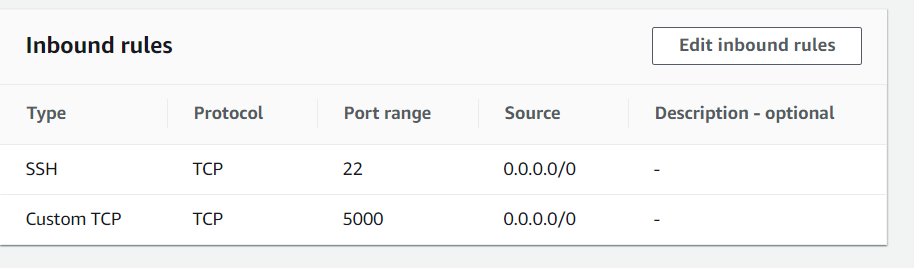 Inbound rules
Edit inbound rules
Type Protocol Port range Source Description - optional
SSH TCP 22 0.0.0.0/0 -
Custom TCP TCP 5000 0.0.0.0/0 -